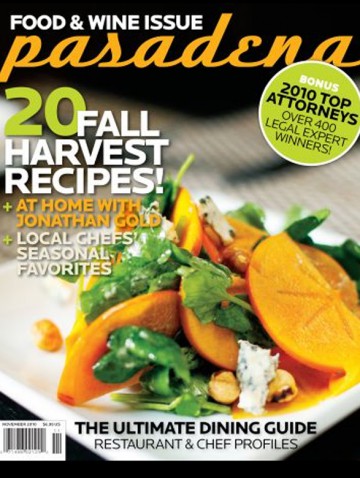 FOOD & WINE ISSUE
pasadena
BONUS
2010 TOP
ATTORNEYS
OVER 400
LEGAL EXPERT
WINNERS!
20 FALL
HARVEST
RECIPES!
+ AT HOME WITH
JONATHAN GOLD
+ LOCAL CHEFS'
SEASONAL
FAVORITES
THE ULTIMATE DINING GUIDE
RESTAURANT & CHEF PROFILES
NOVEMBER 2010